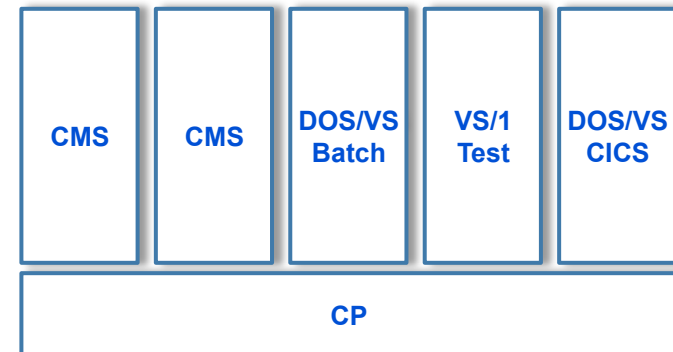 CMS
CMS
DOS/VS
Batch
VS/1
Test
DOS/VS
CICS
CP